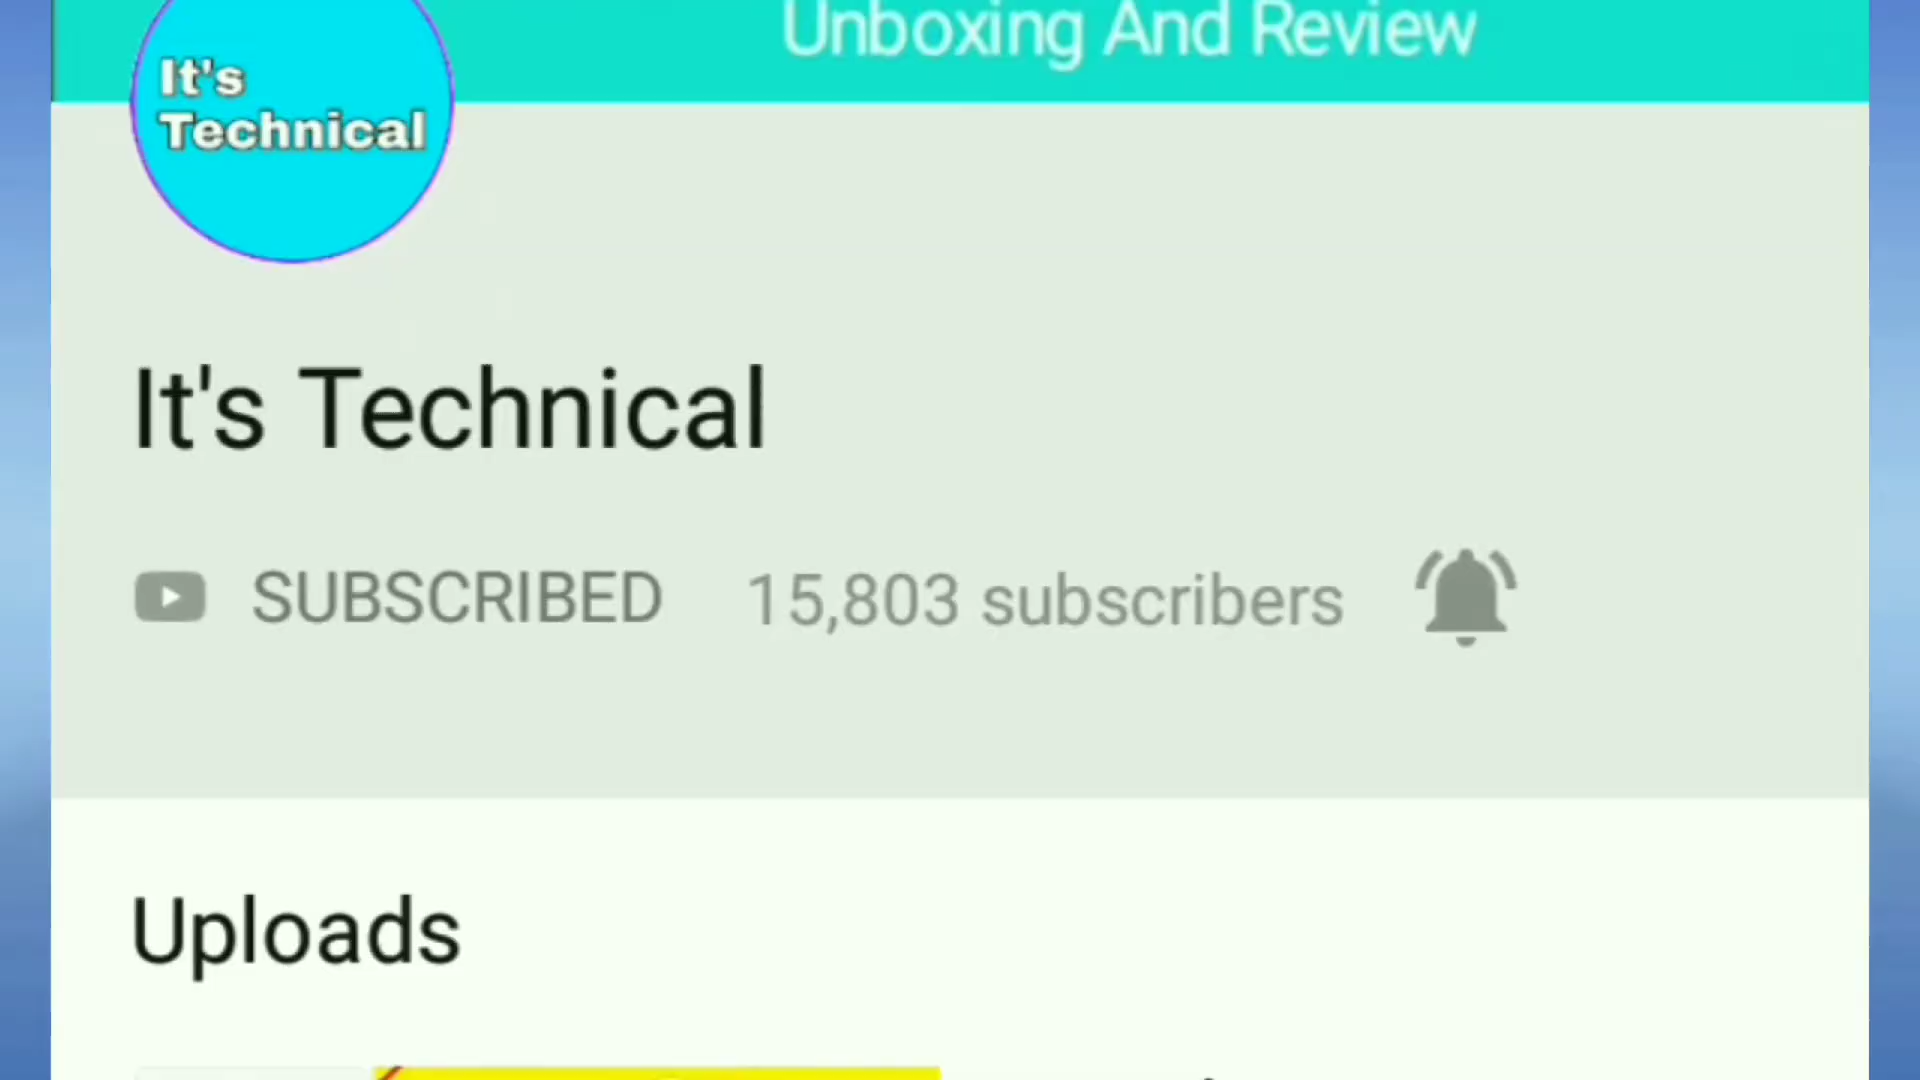 Unboxing And Review
It's
Technical
It's Technical
SUBSCRIBED 15,803 subscribers
Uploads